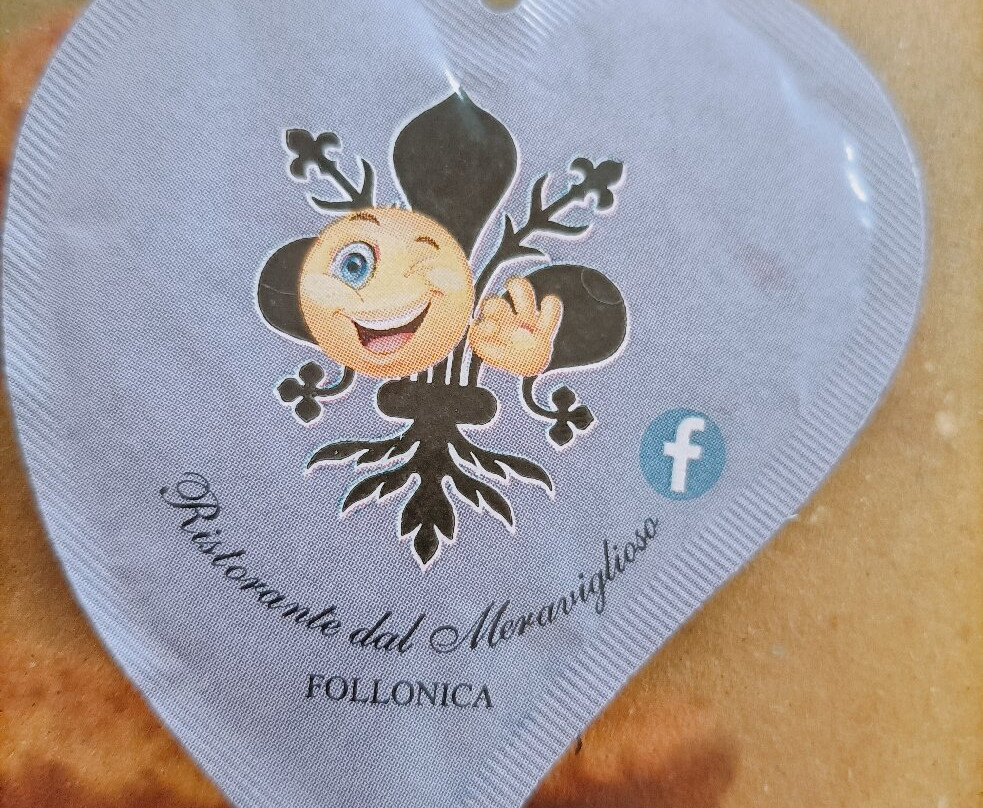 f
Ristorante dal Meraviglioso
FOLLONICA